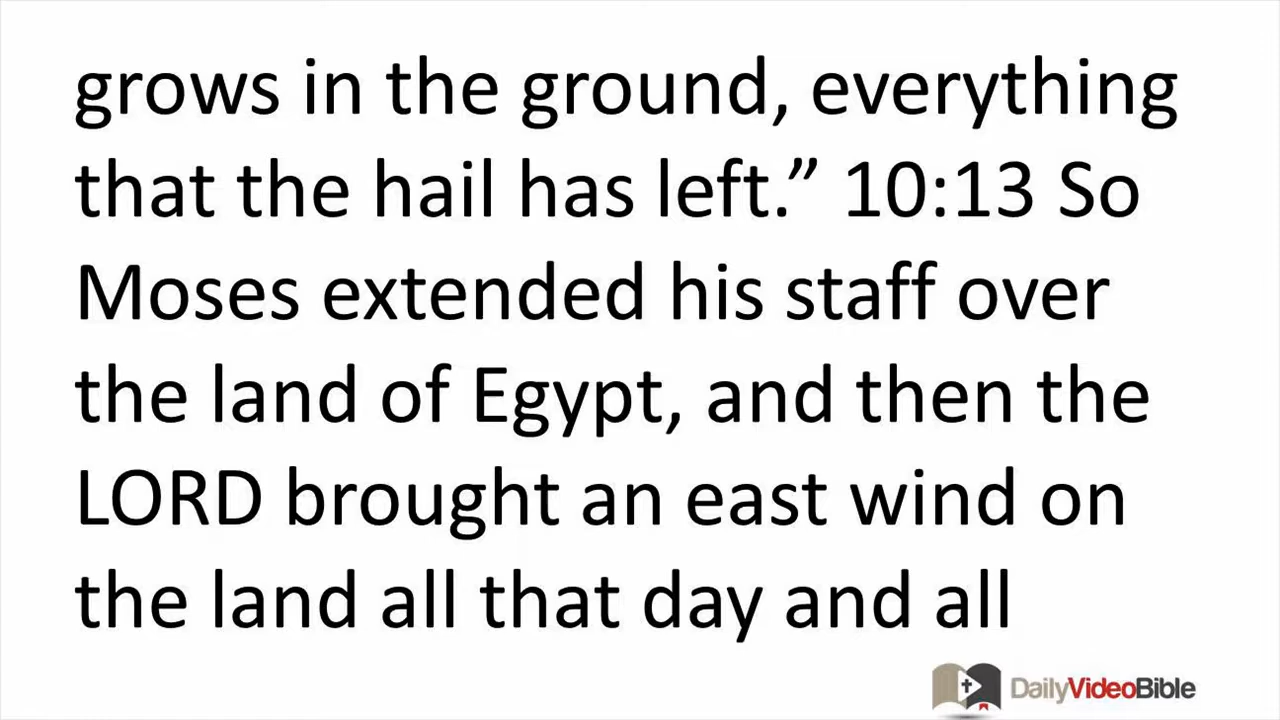 grows in the ground, everything
that the hail has left.” 10:13 So
Moses extended his staff over
the land of Egypt, and then the
LORD brought an east wind on
the land all that day and all
DailyVideoBible